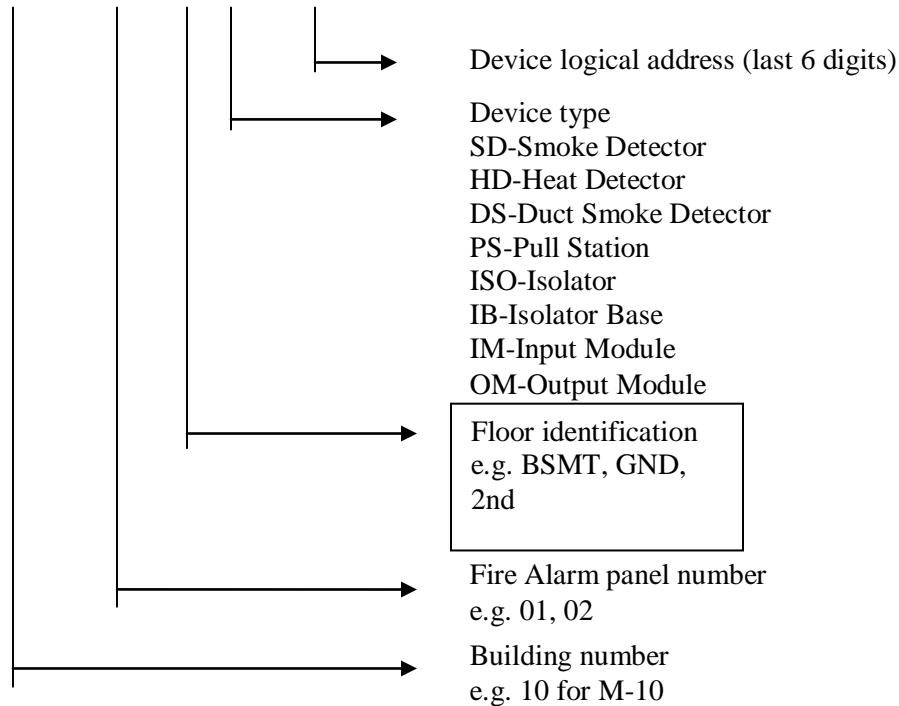 Device logical address (last 6 digits)
Device type
SD-Smoke Detector
HD-Heat Detector
DS-Duct Smoke Detector
PS-Pull Station
ISO-Isolator
IB-Isolator Base
IM-Input Module
OM-Output Module
Floor identification
e.g. BSMT, GND,
2nd
Fire Alarm panel number
e.g. 01, 02
Building number
e.g. 10 for M-10